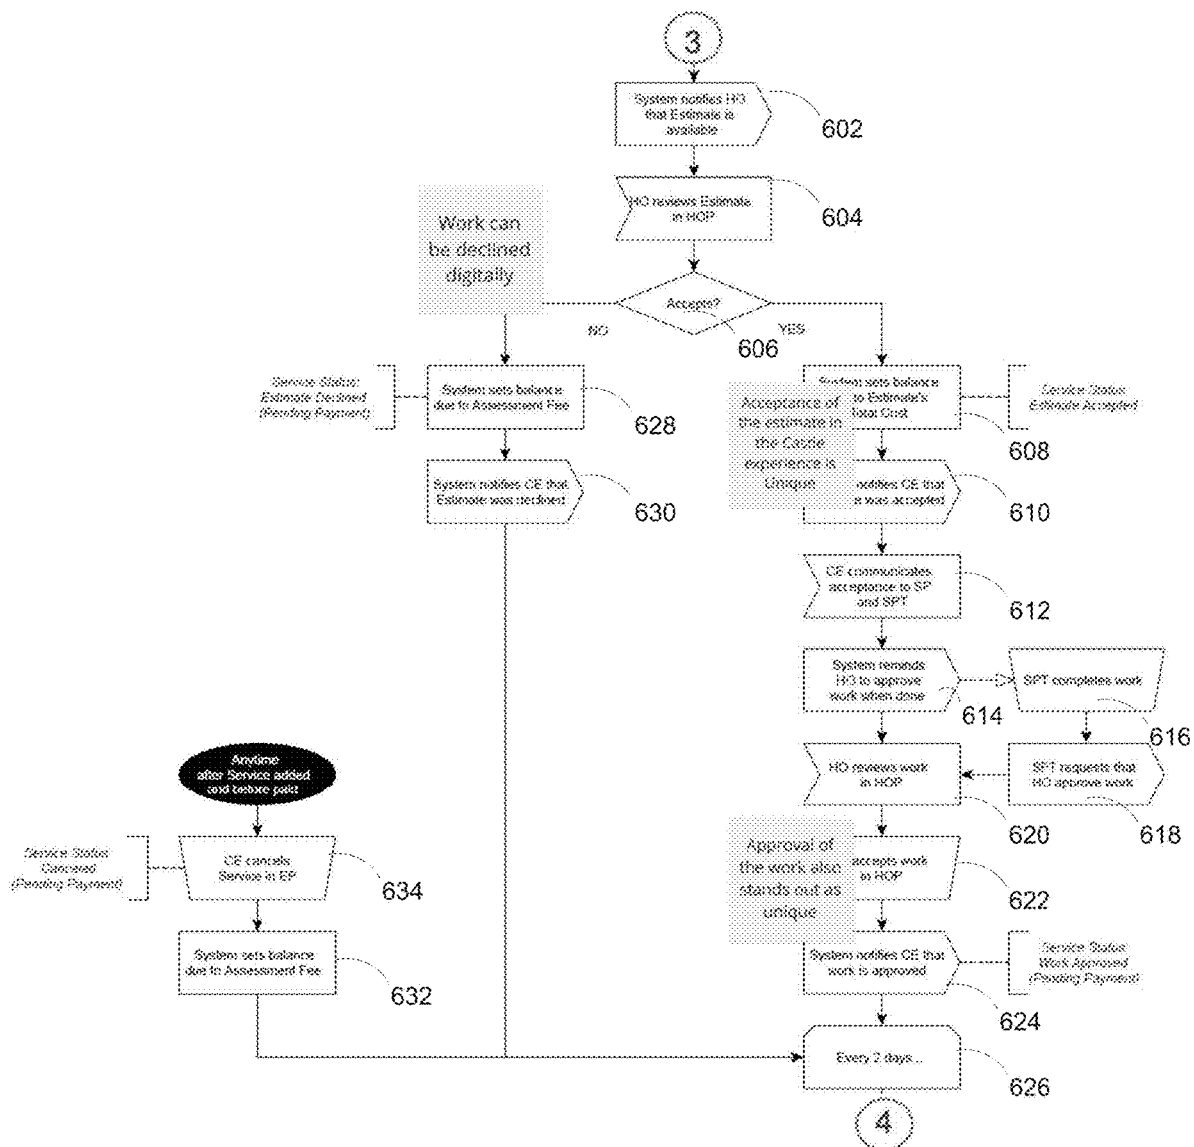 3
System notifies HO
that Estimate is
available
602
HO reviews Estimate
in HOP
604
Work can
be declined
digitally
Accepts?
606
NO
YES
Service Status:
Estimate Declined
(Pending Payment)
System sets balance
due to Assessment Fee
628
System sets balance
to Estimate's
Total Cost
608
Service Status:
Estimate Accepted
Acceptance of
the estimate in
the Castle
experience is
Unique
System notifies CE that
Estimate was declined
630
notifies CE that
was accepted
610
CE communicates
acceptance to SP
and SPT
612
System reminds
HO to approve
work when done
614
SPT completes work
616
Anytime
after Service added
and before paid
HO reviews work
in HOP
620
SPT requests that
HO approve work
618
Service Status:
Canceled
(Pending Payment)
CE cancels
Service in EP
634
Approval of
the work also
stands out as
unique
accepts work
in HOP
622
System sets balance
due to Assessment Fee
632
System notifies CE that
work is approved
624
Service Status:
Work Approved
(Pending Payment)
Every 2 days...
626
4